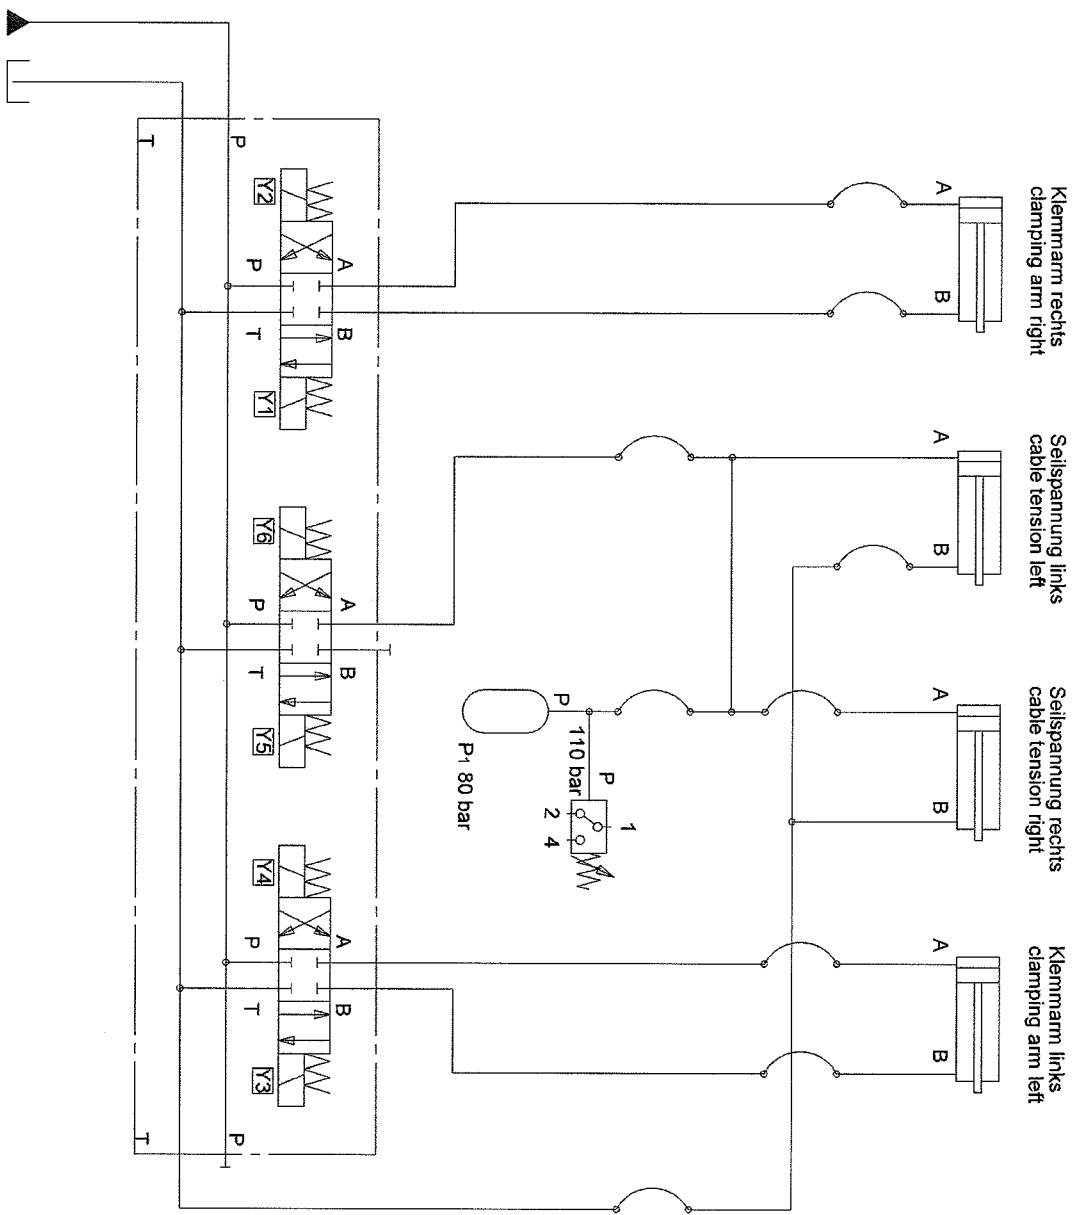 Klemmarm rechts
clamping arm right
Seilspannung links
cable tension left
Seilspannung rechts
cable tension right
Klemmarm links
clamping arm left
A
B
A
B
A
B
A
B
P
110 bar
P
P1 80 bar
1
2
4
P
T
Y2
A
B
P
T
Y1
Y6
A
B
P
T
Y5
Y4
A
B
P
T
Y3
P
T